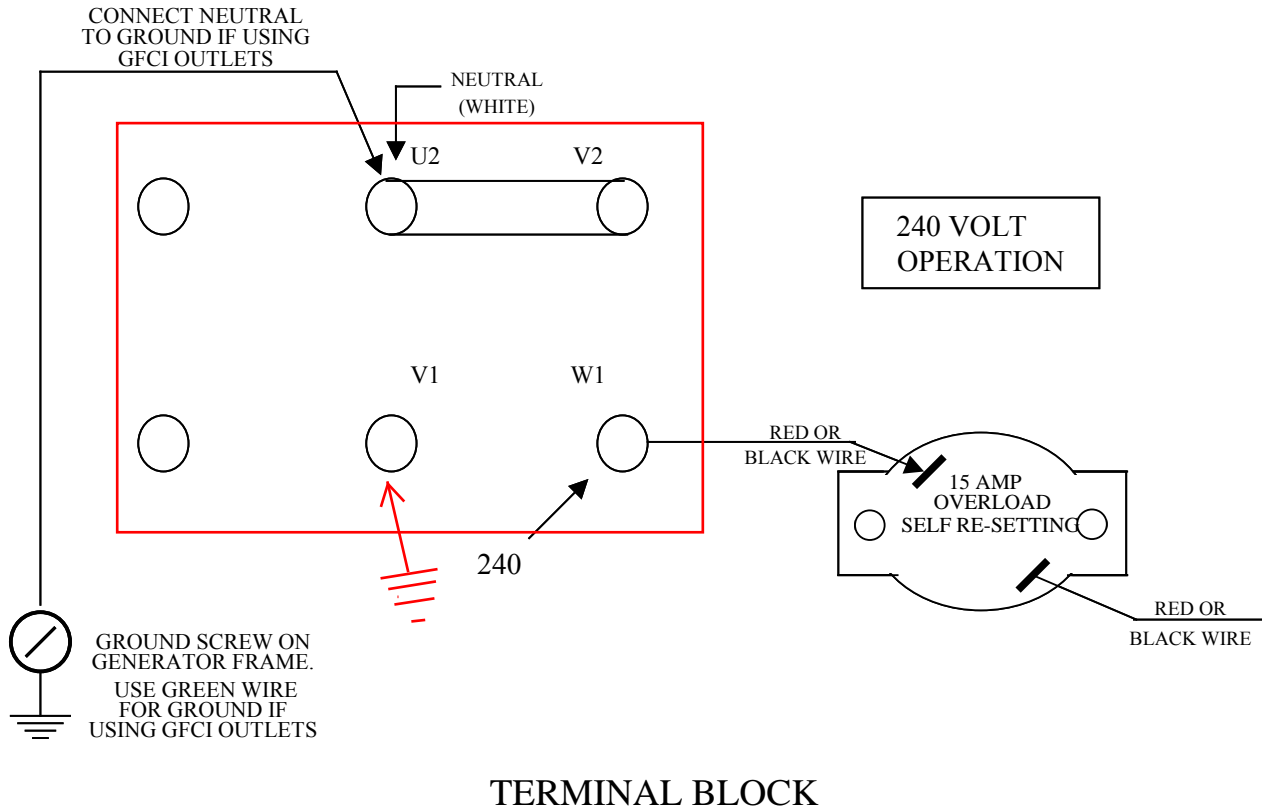 CONNECT NEUTRAL
TO GROUND IF USING
GFCI OUTLETS
NEUTRAL
(WHITE)
U2
V2
240 VOLT
OPERATION
V1
W1
RED OR
BLACK WIRE
15 AMP
OVERLOAD
SELF RE-SETTING
240
RED OR
BLACK WIRE
GROUND SCREW ON
GENERATOR FRAME.
USE GREEN WIRE
FOR GROUND IF
USING GFCI OUTLETS
TERMINAL BLOCK